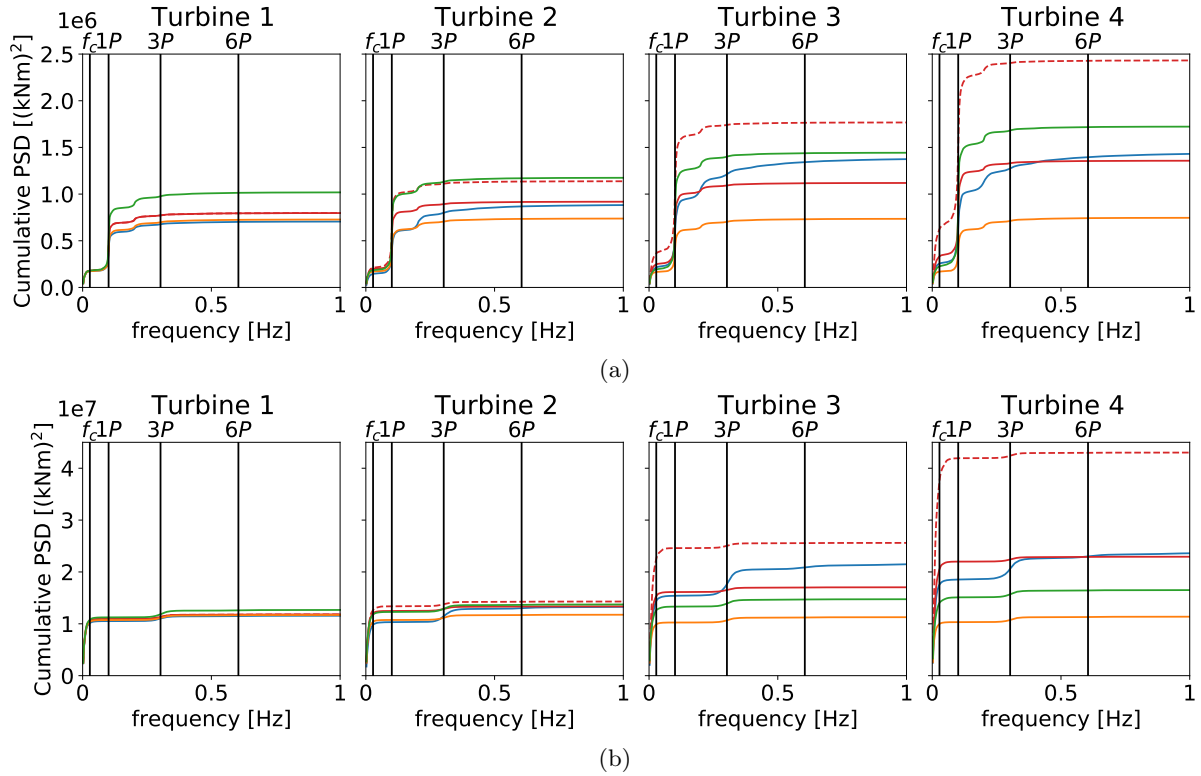 1e6 Turbine 1 Turbine 2 Turbine 3 Turbine 4
f_c 1P 3P 6P f_c 1P 3P 6P f_c 1P 3P 6P f_c 1P 3P 6P
Cumulative PSD [(kNm)²]
2.5
2.0
1.5
1.0
0.5
0.0
0 0.5 1 0 0.5 1 0 0.5 1 0 0.5 1
frequency [Hz] frequency [Hz] frequency [Hz] frequency [Hz]
(a)
1e7 Turbine 1 Turbine 2 Turbine 3 Turbine 4
f_c 1P 3P 6P f_c 1P 3P 6P f_c 1P 3P 6P f_c 1P 3P 6P
Cumulative PSD [(kNm)²]
4
3
2
1
0
0 0.5 1 0 0.5 1 0 0.5 1 0 0.5 1
frequency [Hz] frequency [Hz] frequency [Hz] frequency [Hz]
(b)